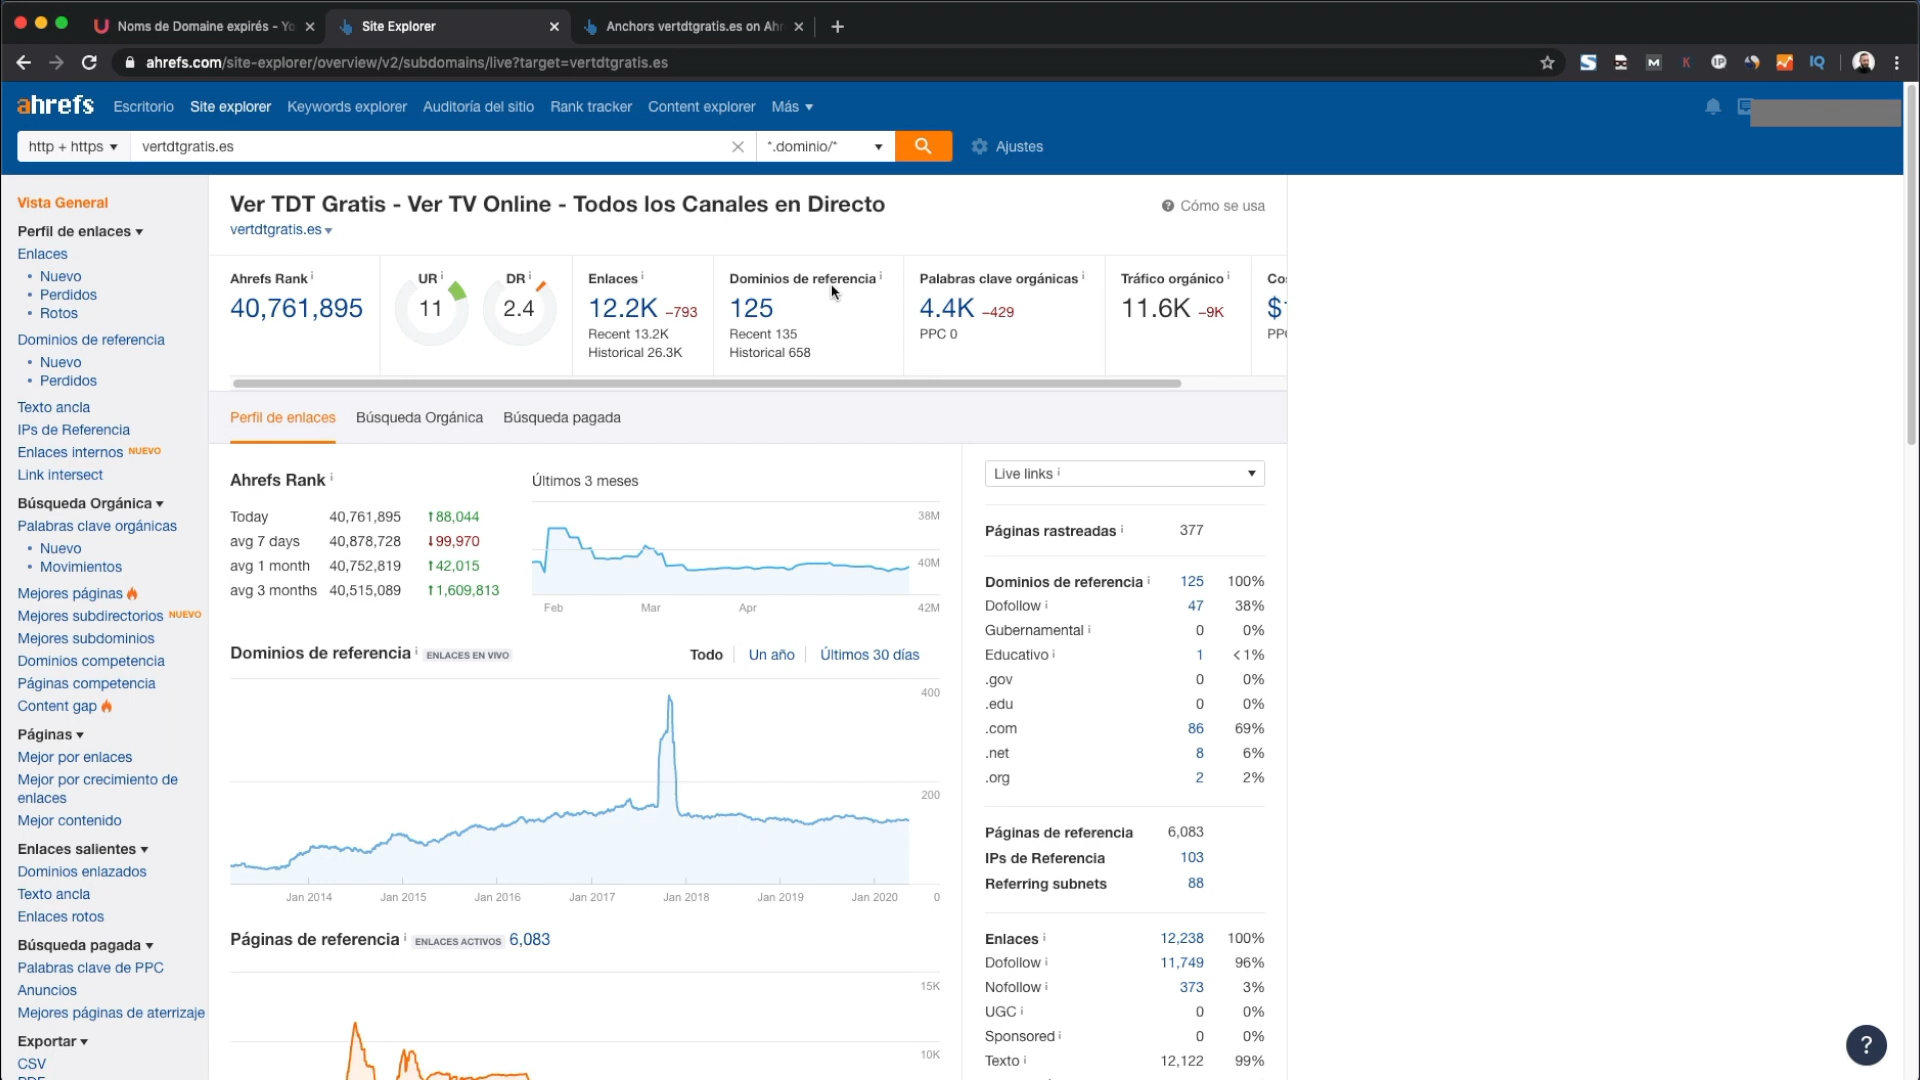 Noms de Domaine expirés - Yo
Site Explorer
Anchors vertdtgratis.es on Ahr
ahrefs.com/site-explorer/overview/v2/subdomains/live?target=vertdtgratis.es
ahrefs
Escritorio
Site explorer
Keywords explorer
Auditoría del sitio
Rank tracker
Content explorer
Más
http + https
vertdtgratis.es
*.dominio/*
Ajustes
Vista General
Perfil de enlaces
Enlaces
• Nuevo
• Perdidos
• Rotos
Dominios de referencia
• Nuevo
• Perdidos
Texto ancla
IPs de Referencia
Enlaces internos NUEVO
Link intersect
Búsqueda Orgánica
Palabras clave orgánicas
• Nuevo
• Movimientos
Mejores páginas
Mejores subdirectorios NUEVO
Mejores subdominios
Dominios competencia
Páginas competencia
Content gap
Páginas
Mejor por enlaces
Mejor por crecimiento de
enlaces
Mejor contenido
Enlaces salientes
Dominios enlazados
Texto ancla
Enlaces rotos
Búsqueda pagada
Palabras clave de PPC
Anuncios
Mejores páginas de aterrizaje
Exportar
CSV
PDF
Ver TDT Gratis - Ver TV Online - Todos los Canales en Directo
vertdtgratis.es
Cómo se usa
Ahrefs Rank
40,761,895
UR
11
DR
2.4
Enlaces
12.2K -793
Recent 13.2K
Historical 26.3K
Dominios de referencia
125
Recent 135
Historical 658
Palabras clave orgánicas
4.4K -429
PPC 0
Tráfico orgánico
11.6K -9K
Perfil de enlaces
Búsqueda Orgánica
Búsqueda pagada
Ahrefs Rank
Today 40,761,895 ↑88,044
avg 7 days 40,878,728 ↓99,970
avg 1 month 40,752,819 ↑42,015
avg 3 months 40,515,089 ↑1,609,813
Últimos 3 meses
38M
40M
42M
Feb Mar Apr
Dominios de referencia ENLACES EN VIVO
Todo Un año Últimos 30 días
400
200
0
Jan 2014 Jan 2015 Jan 2016 Jan 2017 Jan 2018 Jan 2019 Jan 2020
Páginas de referencia ENLACES ACTIVOS 6,083
15K
10K
Live links
Páginas rastreadas 377
Dominios de referencia 125 100%
Dofollow 47 38%
Gubernamental 0 0%
Educativo 1 <1%
.gov 0 0%
.edu 0 0%
.com 86 69%
.net 8 6%
.org 2 2%
Páginas de referencia 6,083
IPs de Referencia 103
Referring subnets 88
Enlaces 12,238 100%
Dofollow 11,749 96%
Nofollow 373 3%
UGC 0 0%
Sponsored 0 0%
Texto 12,122 99%
?